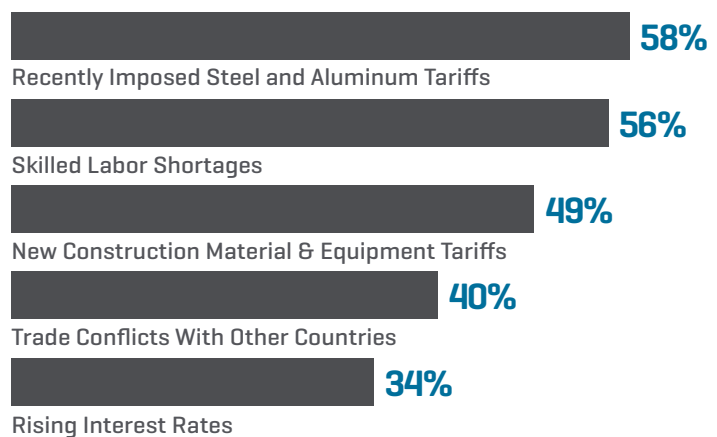 58%
Recently Imposed Steel and Aluminum Tariffs
56%
Skilled Labor Shortages
49%
New Construction Material & Equipment Tariffs
40%
Trade Conflicts With Other Countries
34%
Rising Interest Rates